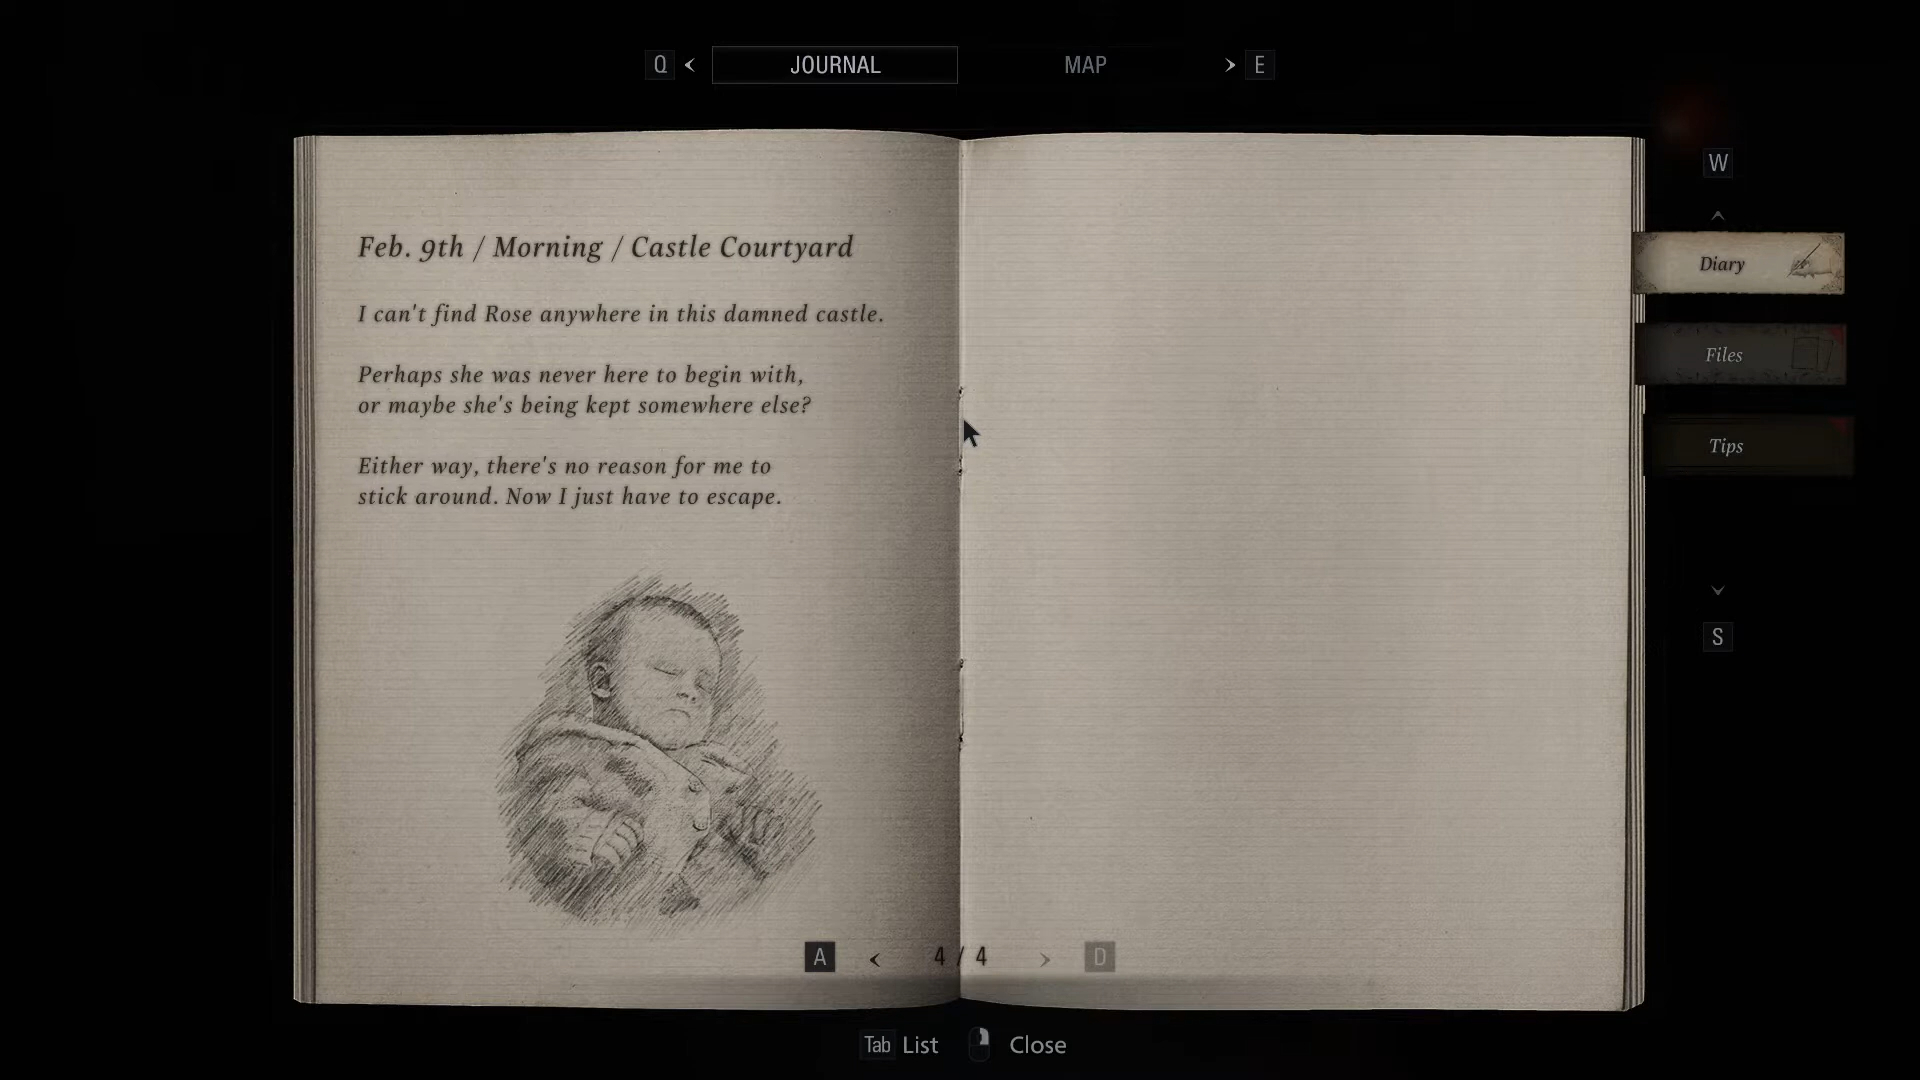 Q < JOURNAL MAP > E
W
Feb. 9th / Morning / Castle Courtyard
Diary
I can't find Rose anywhere in this damned castle.
Files
Perhaps she was never here to begin with,
or maybe she's being kept somewhere else?
Tips
Either way, there's no reason for me to
stick around. Now I just have to escape.
S
A < 4 / 4 > D
Tab List Close